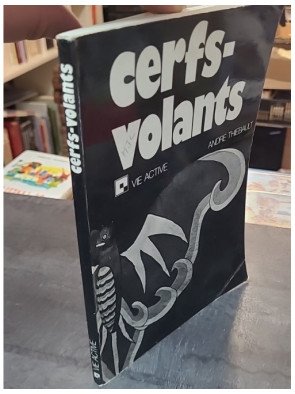 cerfs-
volants
ANDRE THIEBAULT
VIE ACTIVE
cerfs-volants
VIE ACTIVE